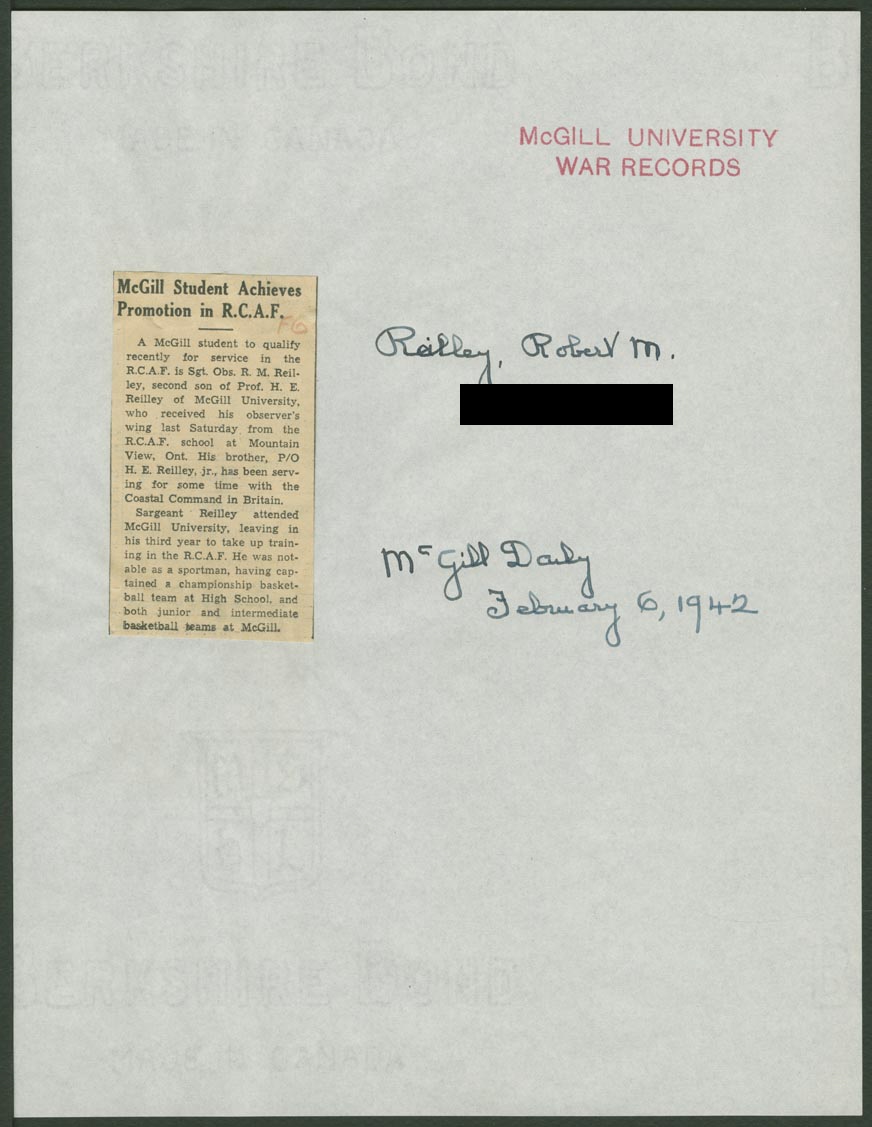 McGILL UNIVERSITY
WAR RECORDS
McGill Student Achieves
Promotion in R.C.A.F.
A McGill student to qualify
recently for service in the
R.C.A.F. is Sgt. Obs. R. M. Reil-
ley, second son of Prof. H. E.
Reilley of McGill University,
who received his observer's
wing last Saturday from the
R.C.A.F. school at Mountain
View, Ont. His brother, P/O
H. E. Reilley, jr., has been serv-
ing for some time with the
Coastal Command in Britain.
Sargeant Reilley attended
McGill University, leaving in
his third year to take up train-
ing in the R.C.A.F. He was not-
able as a sportman, having cap-
tained a championship basket-
ball team at High School, and
both junior and intermediate
basketball teams at McGill.
Reilley, Robert M.
McGill Daily
February 6, 1942